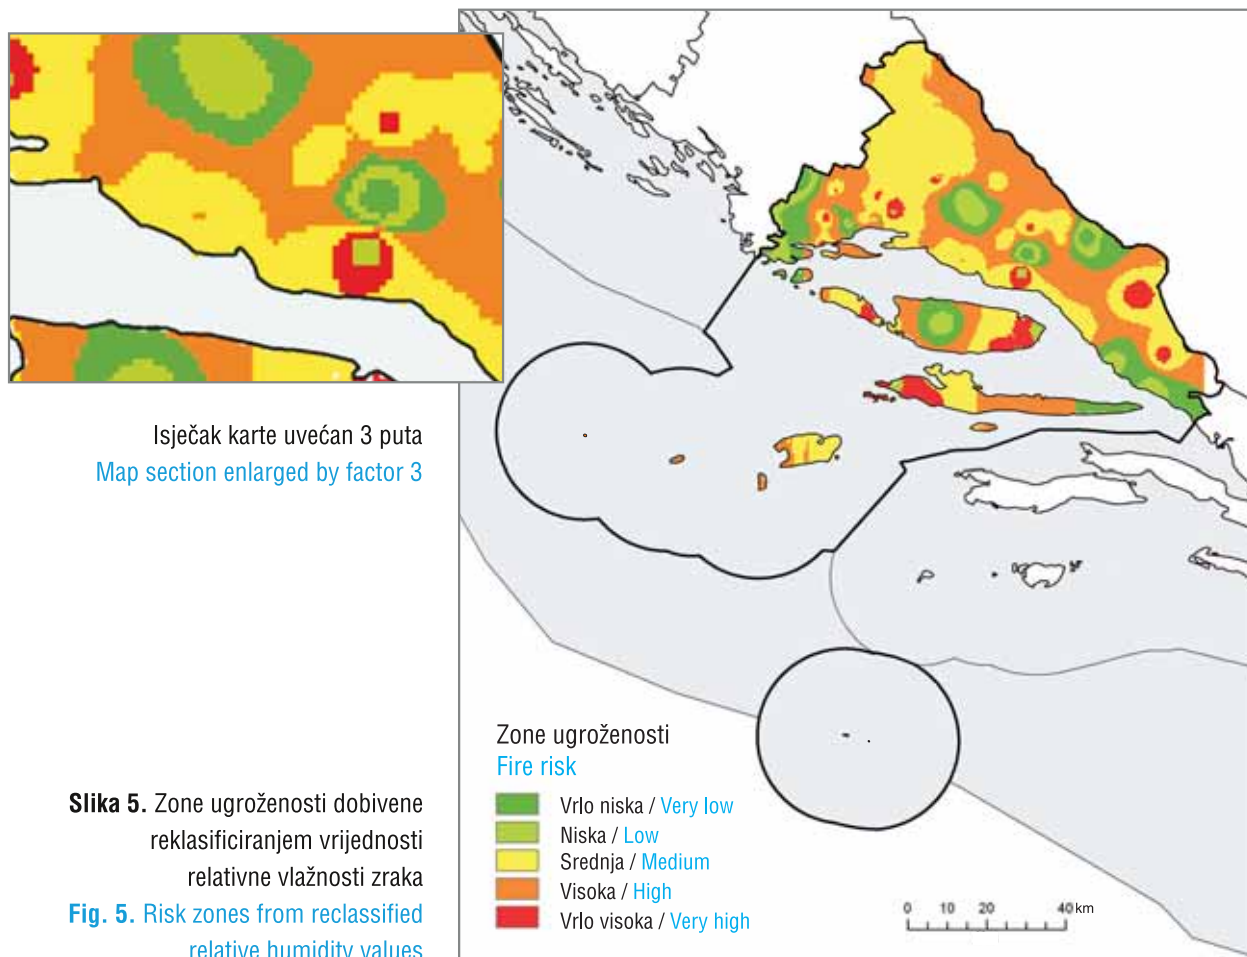 Isječak karte uvećan 3 puta
Map section enlarged by factor 3
Slika 5. Zone ugroženosti dobivene
reklasificiranjem vrijednosti
relativne vlažnosti zraka
Fig. 5. Risk zones from reclassified
relative humidity values
Zone ugroženosti
Fire risk
Vrlo niska / Very low
Niska / Low
Srednja / Medium
Visoka / High
Vrlo visoka / Very high
0 10 20 40 km